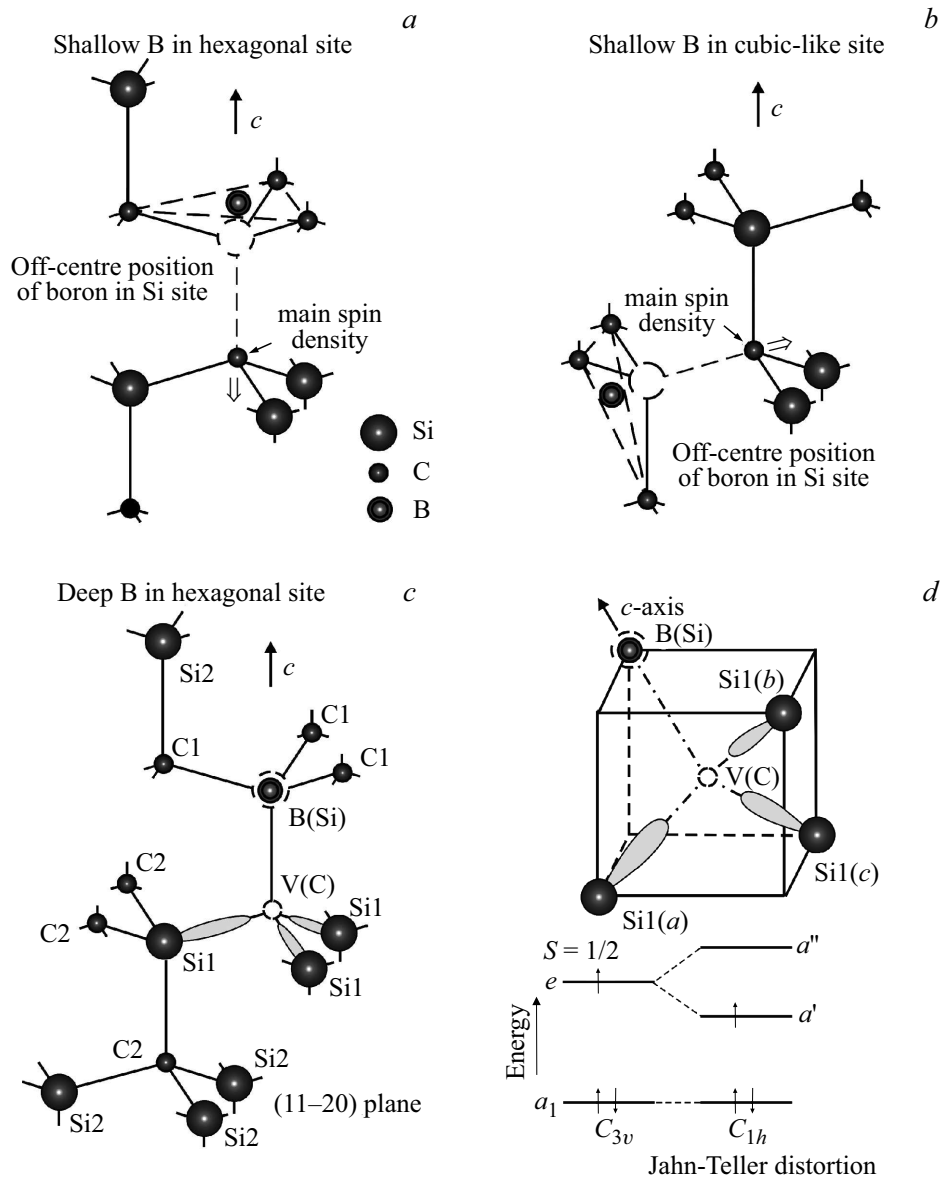 a
Shallow B in hexagonal site
c
Off-centre position
of boron in Si site
main spin
density
Si
C
B
b
Shallow B in cubic-like site
c
main spin
density
Off-centre position
of boron in Si site
c
Deep B in hexagonal site
c
Si2
C1
C1
C1
B(Si)
C2
C2
V(C)
Si1
Si1
Si1
C2
Si2
Si2
Si2
(11–20) plane
d
c-axis
B(Si)
Si1(b)
V(C)
Si1(c)
Si1(a)
S = 1/2
e
a"
a'
Energy
a1
C3v
C1h
Jahn-Teller distortion